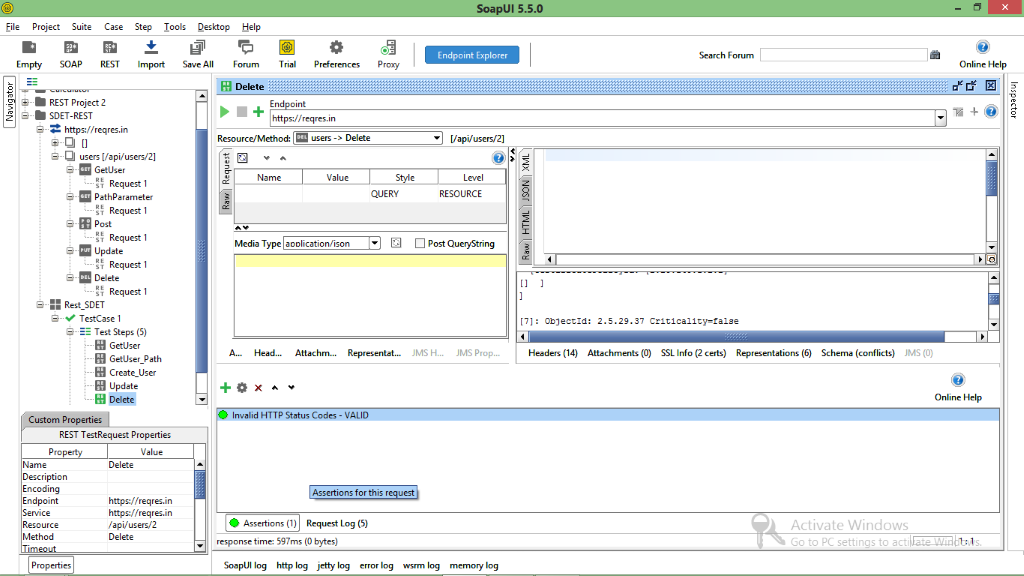 SoapUI 5.5.0
File Project Suite Case Step Tools Desktop Help
Empty SOAP REST Import Save All Forum Trial Preferences Proxy Endpoint Explorer Search Forum Online Help
Navigator
Inspector
REST Project 2
SDET-REST
https://reqres.in
[]
users [/api/users/2]
GetUser
Request 1
PathParameter
Request 1
Post
Request 1
Update
Request 1
Delete
Request 1
Rest_SDET
TestCase 1
Test Steps (5)
GetUser
GetUser_Path
Create_User
Update
Delete
Custom Properties
REST TestRequest Properties
Property Value
Name Delete
Description
Encoding
Endpoint https://reqres.in
Service https://reqres.in
Resource /api/users/2
Method Delete
Timeout
Properties
Delete
Endpoint
https://reqres.in
Resource/Method: users -> Delete [/api/users/2]
Request
Raw
Name Value Style Level
QUERY RESOURCE
Media Type application/json Post QueryString
A... Head... Attachm... Representat... JMS H... JMS Prop...
XML
JSON
HTML
Raw
[] ]
]
[7]: ObjectId: 2.5.29.37 Criticality=false
Headers (14) Attachments (0) SSL Info (2 certs) Representations (6) Schema (conflicts) JMS (0)
Online Help
Invalid HTTP Status Codes - VALID
Assertions for this request
Assertions (1) Request Log (5)
response time: 597ms (0 bytes)
1:1
Activate Windows
Go to PC settings to activate Windows.
SoapUI log http log jetty log error log wsrm log memory log